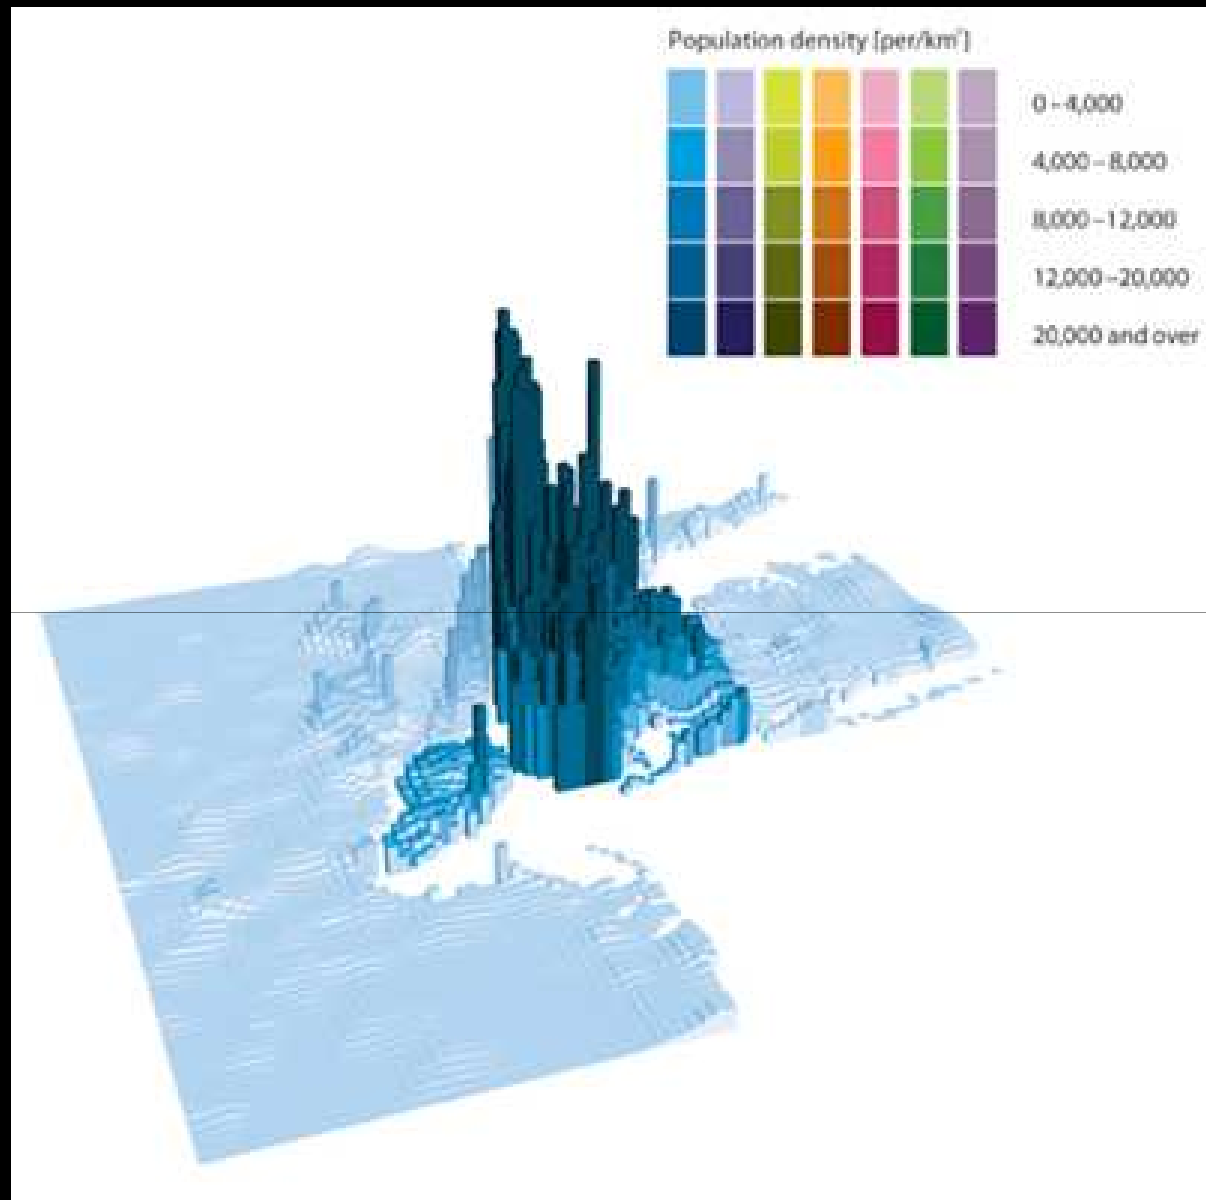 Population density [per/km²]
0 – 4,000
4,000 – 8,000
8,000 –12,000
12,000 –20,000
20,000 and over